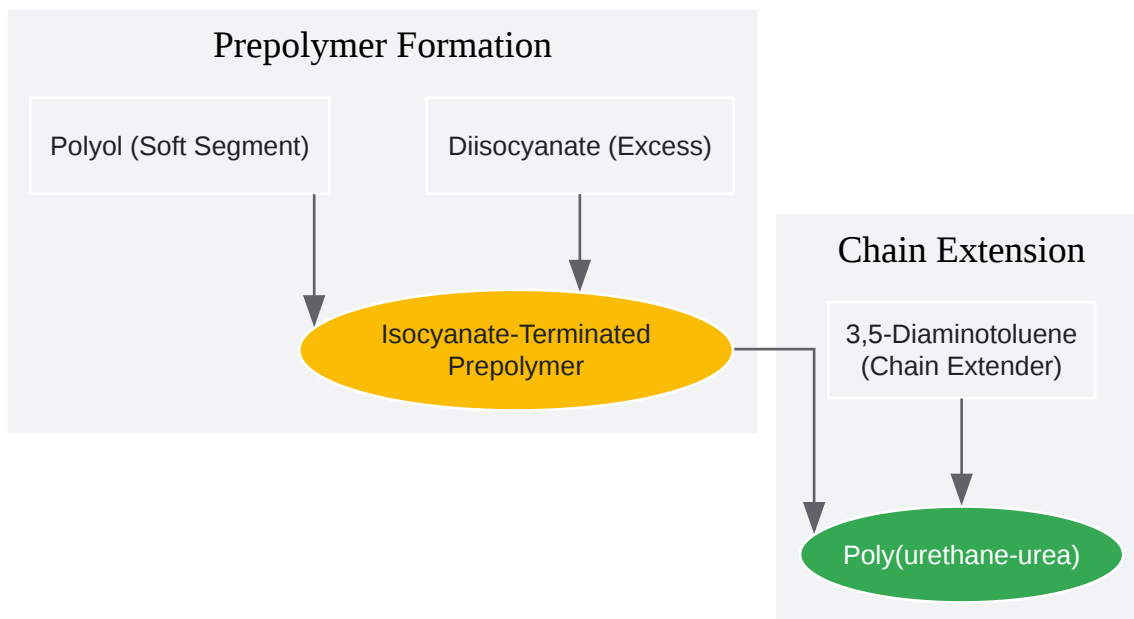 Prepolymer Formation
Polyol (Soft Segment)
Diisocyanate (Excess)
Isocyanate-Terminated
Prepolymer
Chain Extension
3,5-Diaminotoluene
(Chain Extender)
Poly(urethane-urea)